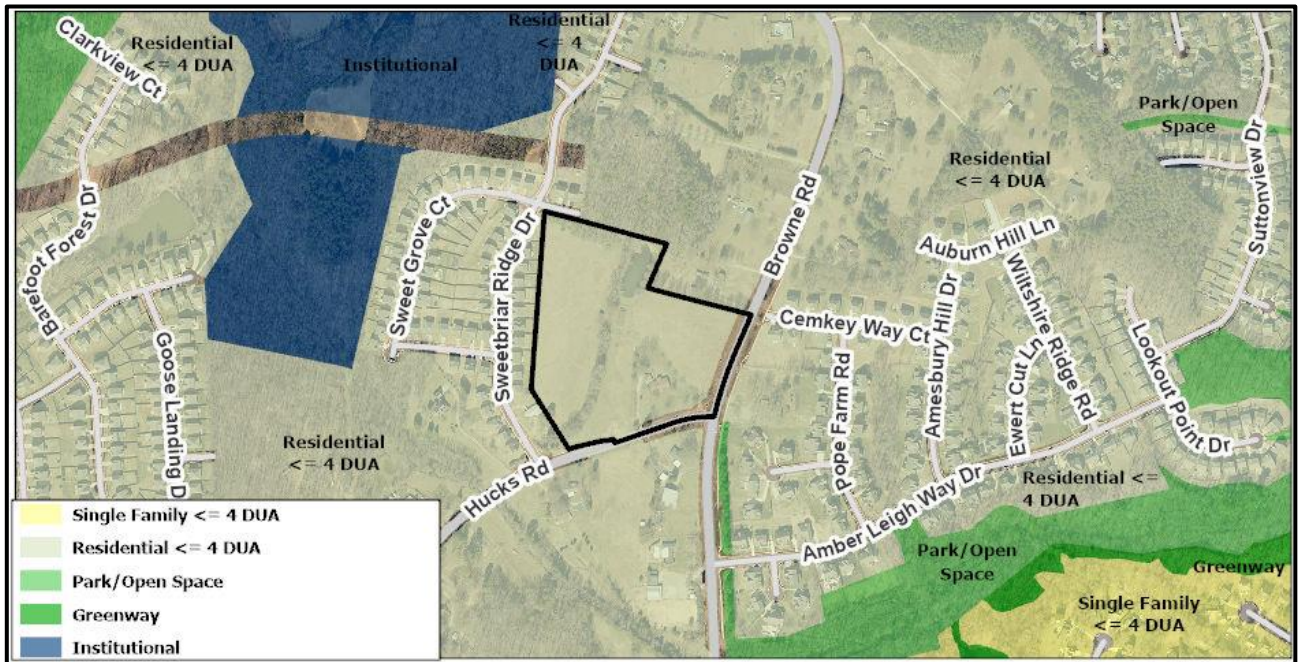 Clarkview Ct
Residential
<= 4 DUA
Institutional
Residential
<= 4
DUA
Park/Open
Space
Residential
<= 4 DUA
Suttonview Dr
Browne Rd
Barefoot Forest Dr
Sweet Grove Ct
Sweetbriar Ridge Dr
Goose Landing D
Auburn Hill Ln
Cemkey Way Ct
Pope Farm Rd
Amesbury Hill Dr
Ewert Cut Ln
Wiltshire Ridge Rd
Lookout Point Dr
Residential
<= 4 DUA
Hucks Rd
Residential <=
4 DUA
Amber Leigh Way Dr
Park/Open
Space
Greenway
Single Family
<= 4 DUA
Single Family <= 4 DUA
Residential <= 4 DUA
Park/Open Space
Greenway
Institutional